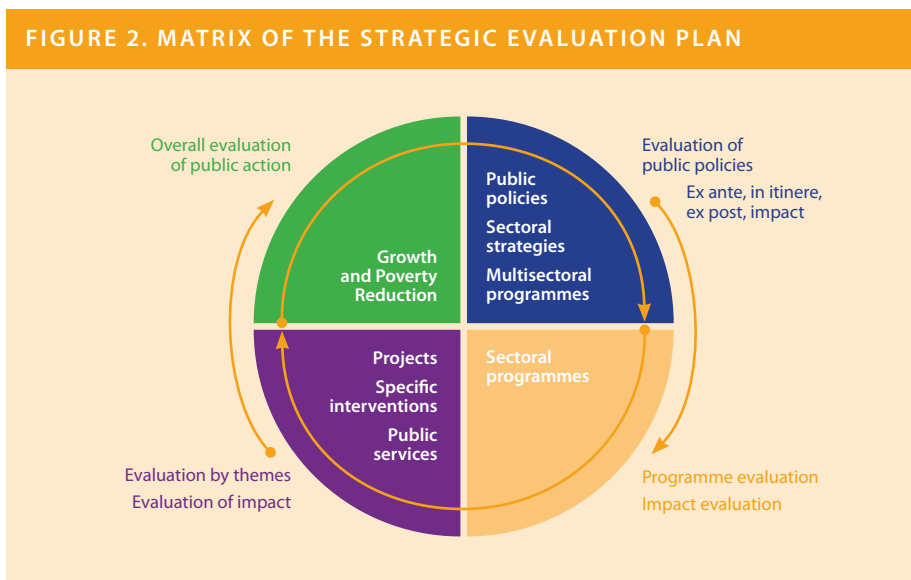 FIGURE 2. MATRIX OF THE STRATEGIC EVALUATION PLAN
Overall evaluation
of public action
Growth
and Poverty
Reduction
Public
policies
Sectoral
strategies
Multisectoral
programmes
Evaluation of
public policies
Ex ante, in itinere,
ex post, impact
Projects
Specific
interventions
Public
services
Evaluation by themes
Evaluation of impact
Sectoral
programmes
Programme evaluation
Impact evaluation